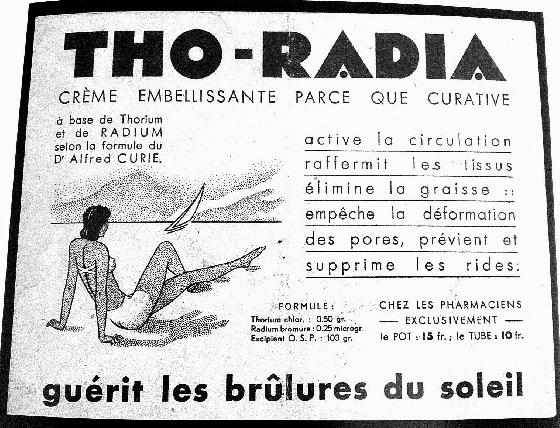 THO-RADIA
CRÈME EMBELLISSANTE PARCE QUE CURATIVE
à base de Thorium
et de RADIUM
selon la formule du
Dr Alfred CURIE.
active la circulation
raffermit les tissus
élimine la graisse ::
empêche la déformation
des pores, prévient et
supprime les rides:
FORMULE:
Thorium chlor. : 0.50 gr.
Radium bromure : 0.25 microgr.
Excipient Q. S. P. : 100 gr.
CHEZ LES PHARMACIENS
— EXCLUSIVEMENT —
le POT : 15 fr. ; le TUBE : 10 fr.
guérit les brûlures du soleil